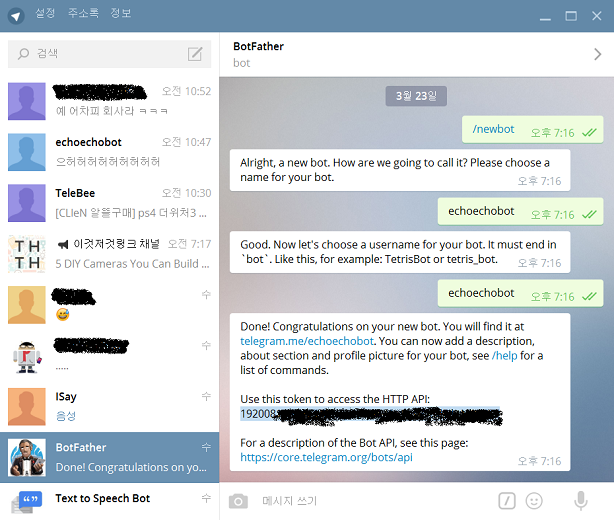 설정 주소록 정보
검색
오전 10:52
예 어차피 회사라 ㅋㅋㅋ
echoechobot 오전 10:47
으허허허허허허허허허
TeleBee 오전 10:30
[CLIeN 알뜰구매] ps4 더위처3 ...
이것저것링크 채널 오전 7:17
5 DIY Cameras You Can Build ...
수
수
.....
ISay 수
음성
BotFather 수
Done! Congratulations on yo...
Text to Speech Bot 수
BotFather
bot
3월 23일
/newbot 오후 7:16
Alright, a new bot. How are we going to call it? Please choose a
name for your bot.
오후 7:16
echoechobot 오후 7:16
Good. Now let's choose a username for your bot. It must end in
`bot`. Like this, for example: TetrisBot or tetris_bot.
오후 7:16
echoechobot 오후 7:16
Done! Congratulations on your new bot. You will find it at
telegram.me/echoechobot. You can now add a description,
about section and profile picture for your bot, see /help for a
list of commands.
Use this token to access the HTTP API:
192008
For a description of the Bot API, see this page:
https://core.telegram.org/bots/api
오후 7:16
메시지 쓰기
TH
TH